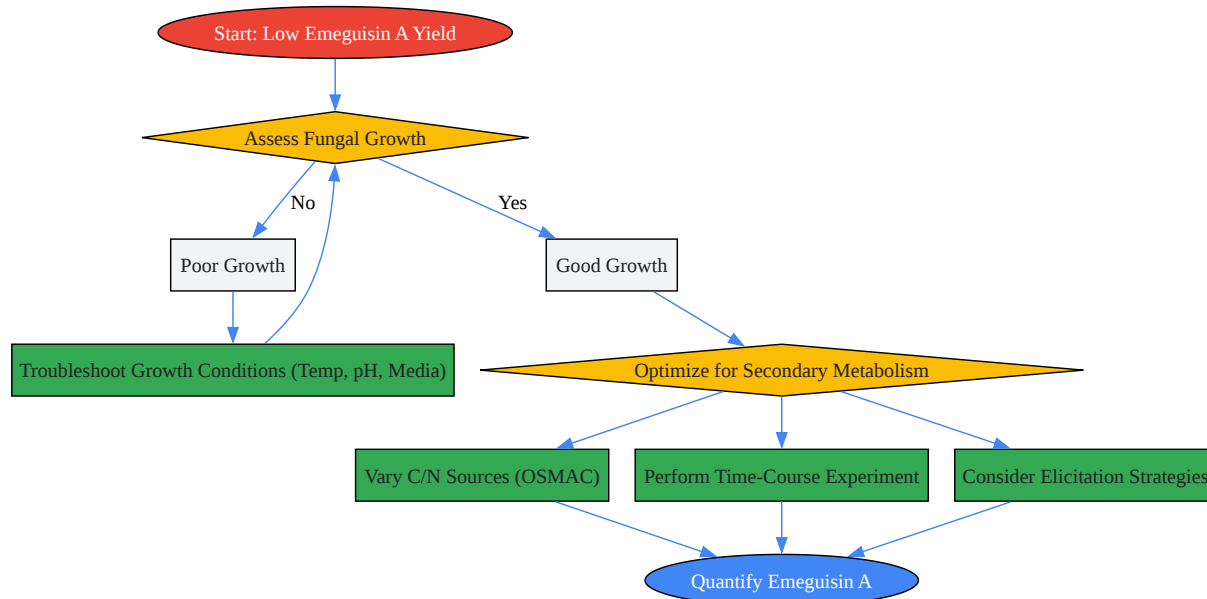 Start: Low Emeguisin A Yield
Assess Fungal Growth
No
Yes
Poor Growth
Good Growth
Troubleshoot Growth Conditions (Temp, pH, Media)
Optimize for Secondary Metabolism
Vary C/N Sources (OSMAC)
Perform Time-Course Experiment
Consider Elicitation Strategies
Quantify Emeguisin A